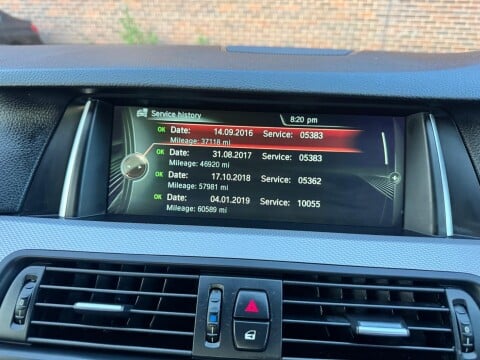 Service history 8:20 pm
OK Date: 14.09.2016 Service: 05383
Mileage: 37118 mi
OK Date: 31.08.2017 Service: 05383
Mileage: 46920 mi
OK Date: 17.10.2018 Service: 05362
Mileage: 57981 mi
OK Date: 04.01.2019 Service: 10055
Mileage: 60589 mi